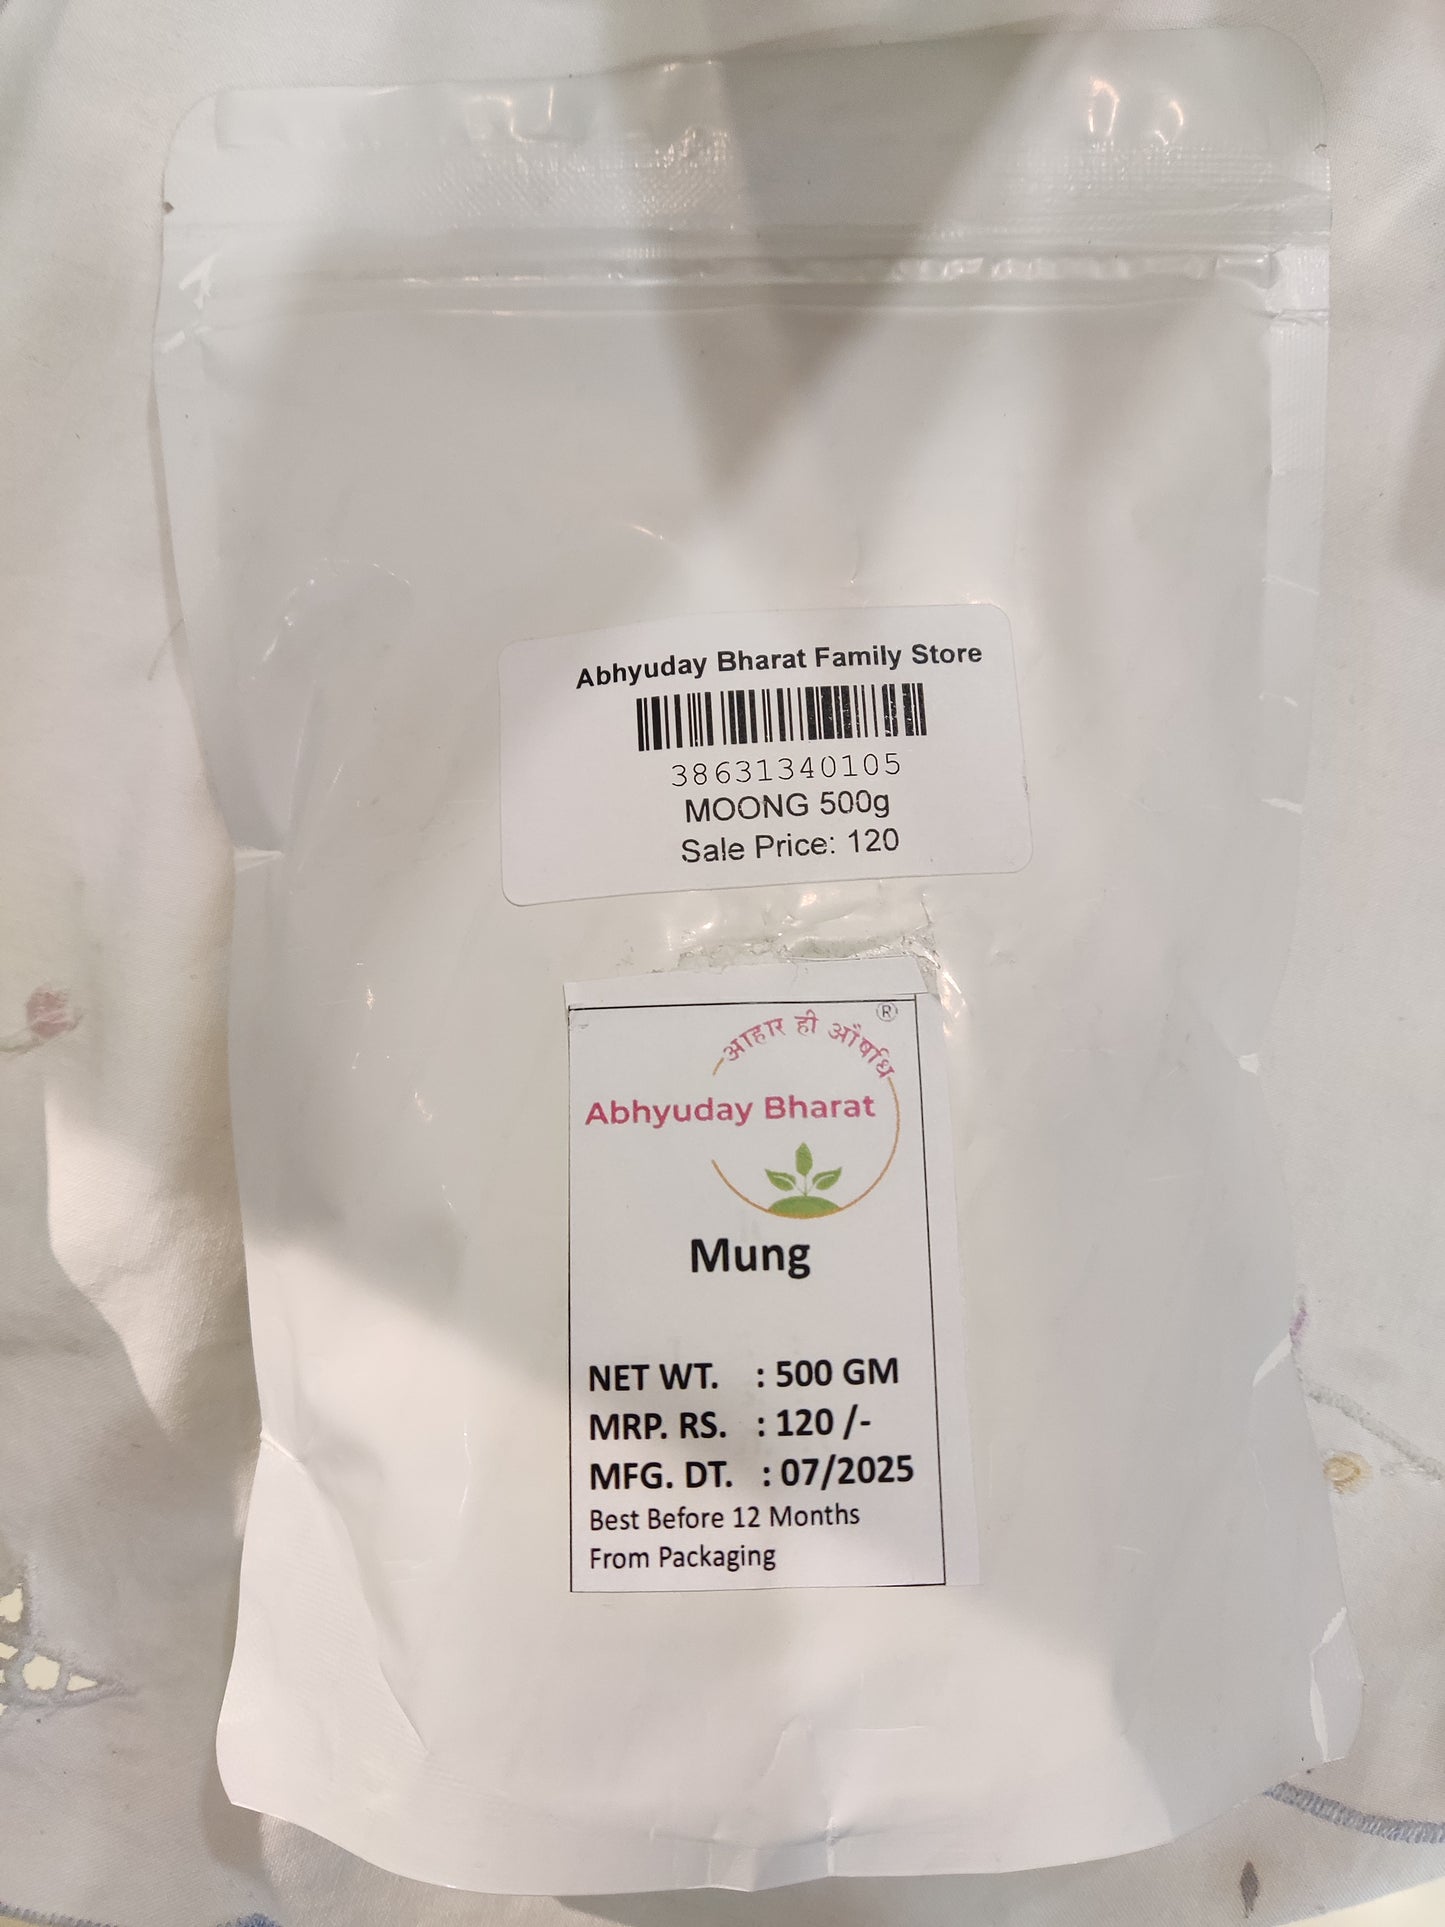 Abhyuday Bharat Family Store
38631340105
MOONG 500g
Sale Price: 120
आहार ही औषधि ®
Abhyuday Bharat
Mung
NET WT. : 500 GM
MRP. RS. : 120 /-
MFG. DT. : 07/2025
Best Before 12 Months
From Packaging